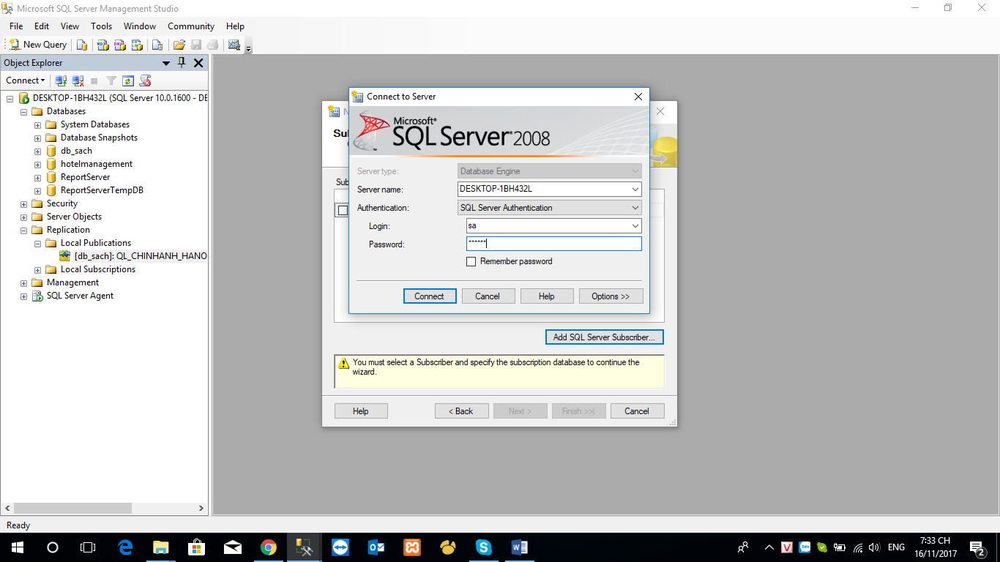 Microsoft SQL Server Management Studio
File Edit View Tools Window Community Help
New Query
Object Explorer
Connect
DESKTOP-1BH432L (SQL Server 10.0.1600 - DE
Databases
System Databases
Database Snapshots
db_sach
hotelmanagement
ReportServer
ReportServerTempDB
Security
Server Objects
Replication
Local Publications
[db_sach]: QL_CHINHANH_HANO
Local Subscriptions
Management
SQL Server Agent
N
Sul
Sub
Connect to Server
Microsoft®
SQL Server® 2008
Server type: Database Engine
Server name: DESKTOP-1BH432L
Authentication: SQL Server Authentication
Login: sa
Password: ******
Remember password
Connect Cancel Help Options >>
Add SQL Server Subscriber...
You must select a Subscriber and specify the subscription database to continue the
wizard.
Help < Back Next > Finish >>| Cancel
Ready
ENG
7:33 CH
16/11/2017
2